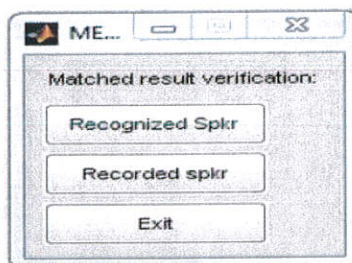 ME...
Matched result verification:
Recognized Spkr
Recorded spkr
Exit